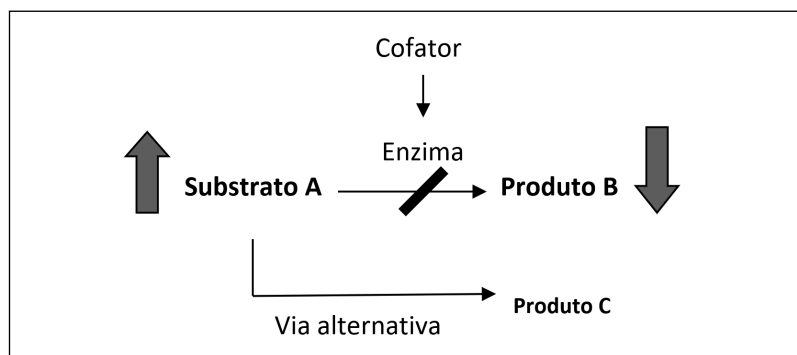 Cofator
Enzima
Substrato A
Produto B
Produto C
Via alternativa